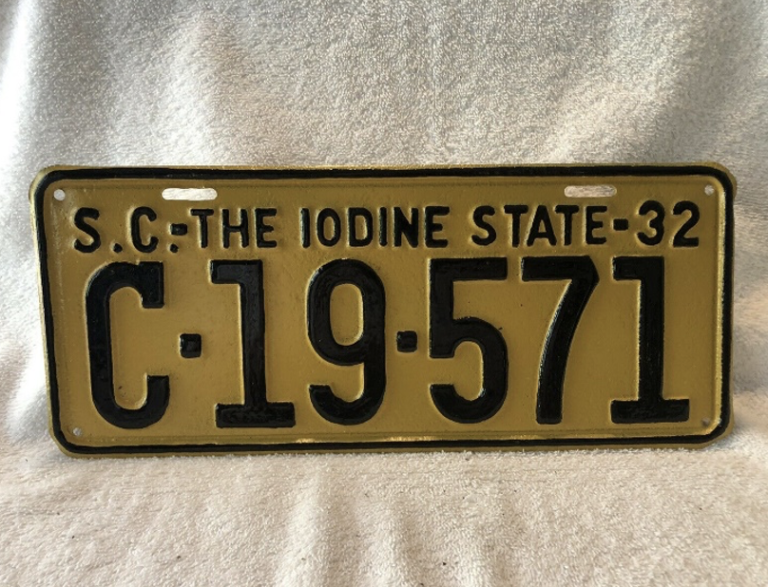 S.C.-THE IODINE STATE-32
C-19-571